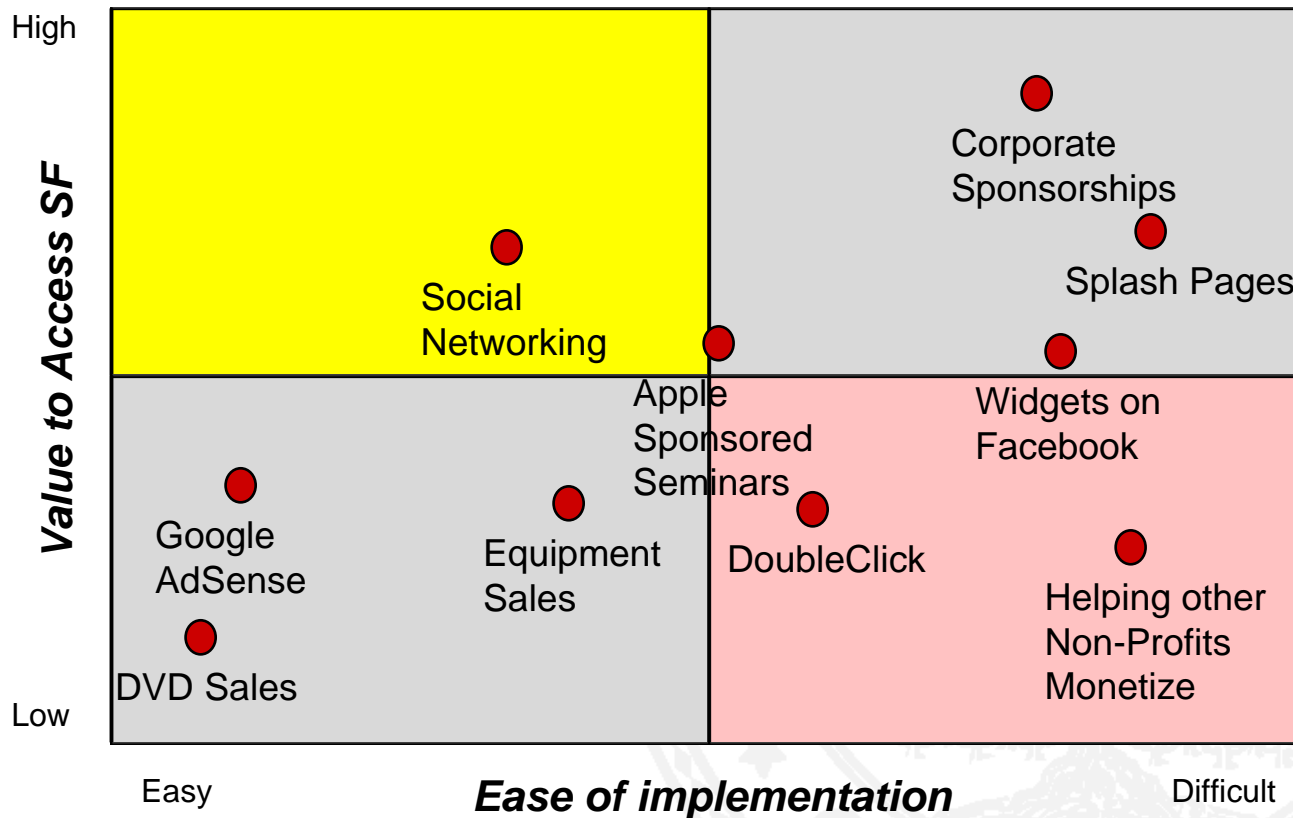 High
Value to Access SF
Corporate
Sponsorships
Splash Pages
Social
Networking
Apple
Sponsored
Seminars
Widgets on
Facebook
Google
AdSense
Equipment
Sales
DoubleClick
Helping other
Non-Profits
Monetize
DVD Sales
Low
Easy
Ease of implementation
Difficult